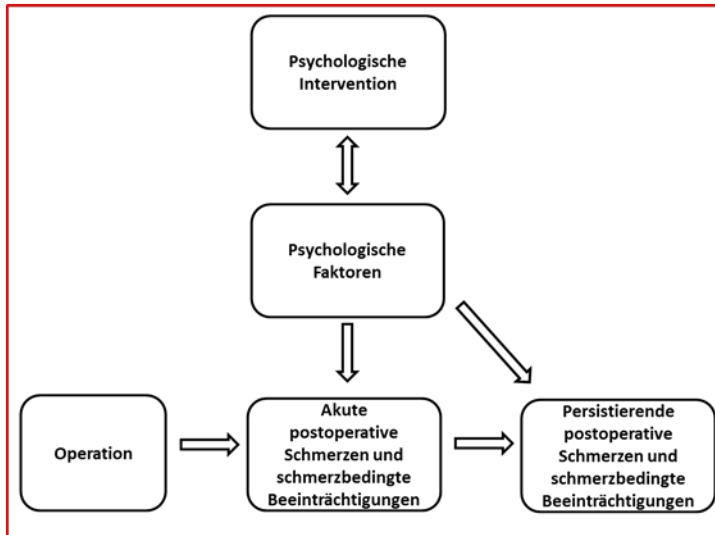 Psychologische
Intervention
Psychologische
Faktoren
Operation
Akute
postoperative
Schmerzen und
schmerzbedingte
Beeinträchtigungen
Persistierende
postoperative
Schmerzen und
schmerzbedingte
Beeinträchtigungen